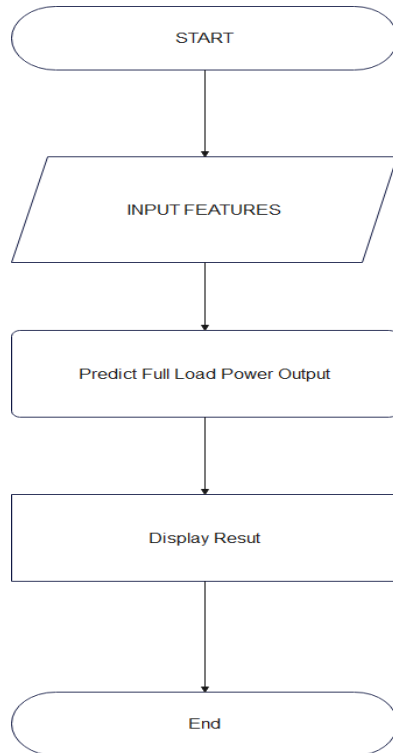 START
INPUT FEATURES
Predict Full Load Power Output
Display Resut
End